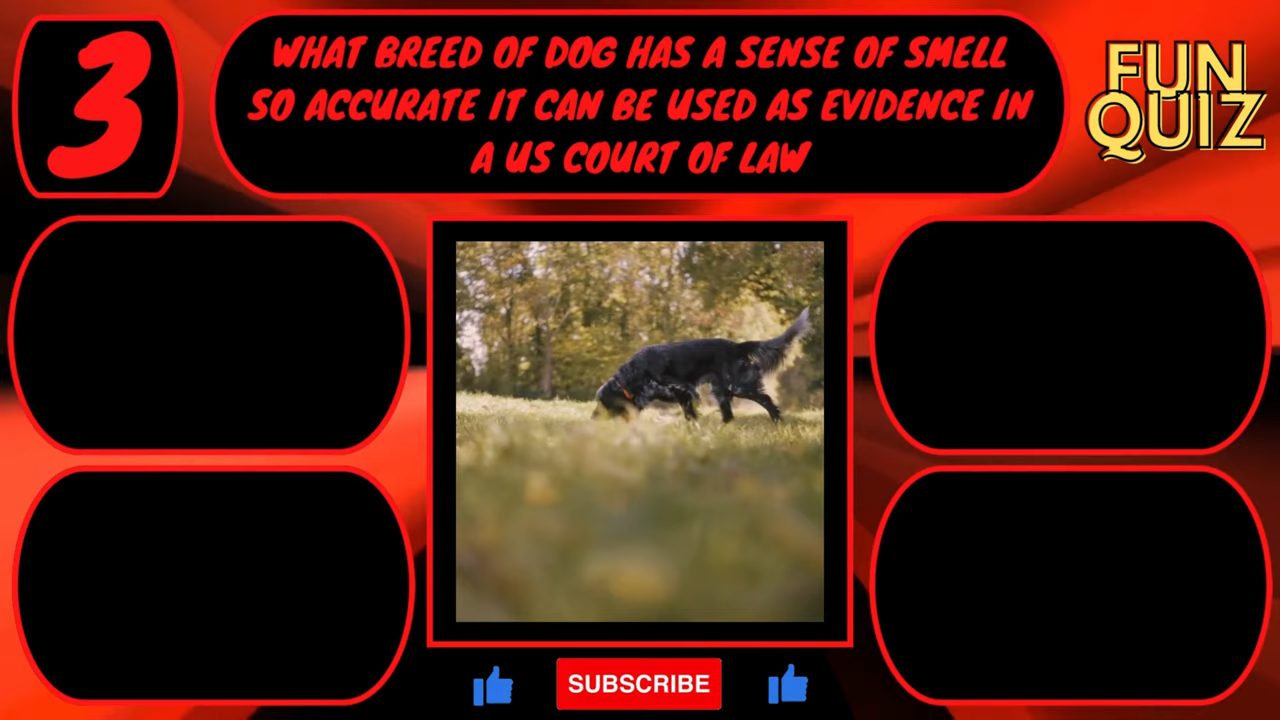 3
WHAT BREED OF DOG HAS A SENSE OF SMELL
SO ACCURATE IT CAN BE USED AS EVIDENCE IN
A US COURT OF LAW
FUN
QUIZ
SUBSCRIBE